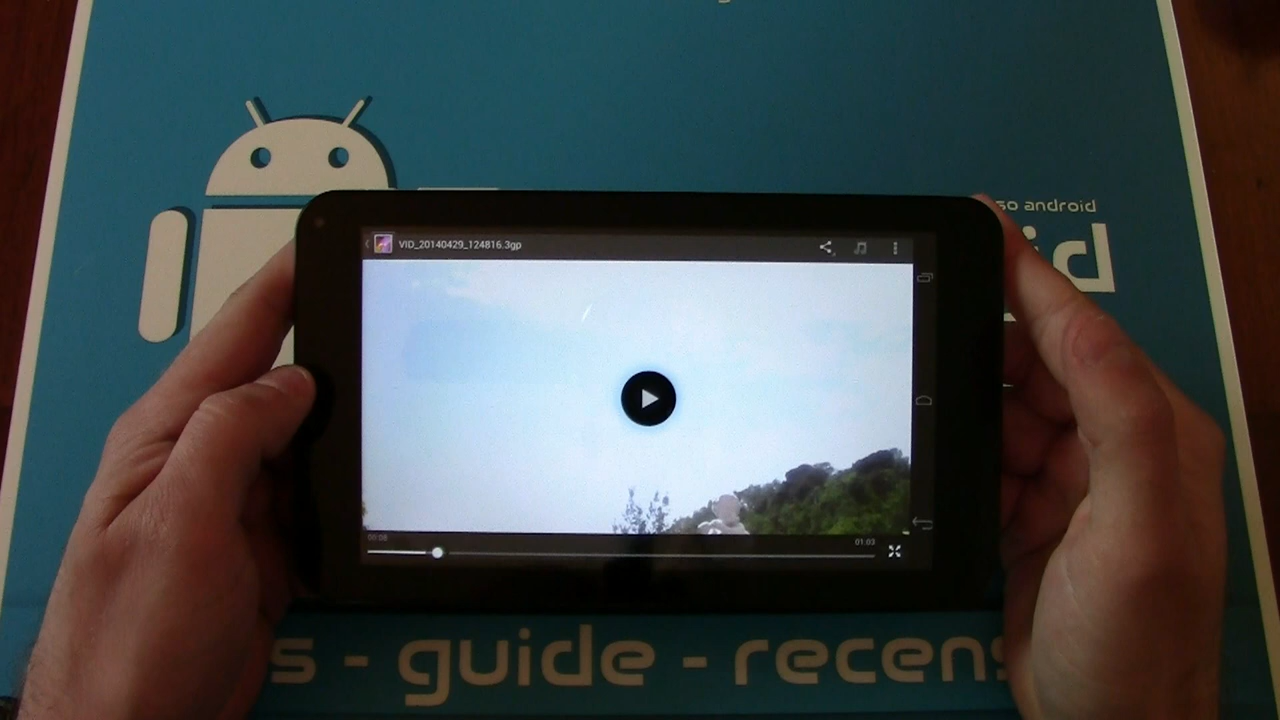 so android
id
VID_20140429_124816.3gp
00:08
01:03
s - guide - recens